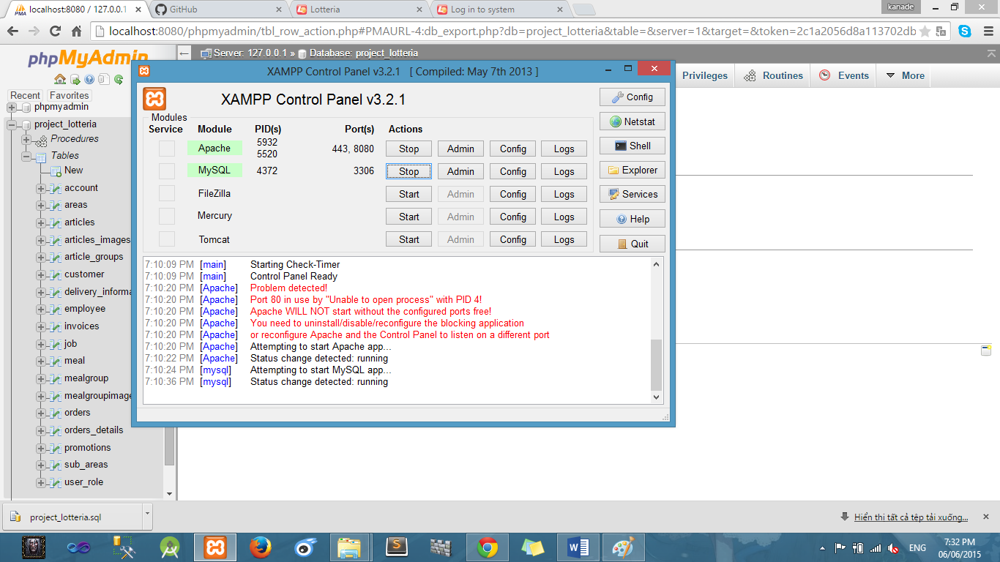 localhost:8080 / 127.0.0.1
GitHub
Lotteria
Log in to system
kanade
localhost:8080/phpmyadmin/tbl_row_action.php#PMAURL-4:db_export.php?db=project_lotteria&table=&server=1&target=&token=2c1a2056d8a113702db
phpMyAdmin
Server: 127.0.0.1 » Database: project_lotteria
Privileges
Routines
Events
More
Recent
Favorites
phpmyadmin
project_lotteria
Procedures
Tables
New
account
areas
articles
articles_images
article_groups
customer
delivery_informa
employee
invoices
job
meal
mealgroup
mealgroupimage
orders
orders_details
promotions
sub_areas
user_role
XAMPP Control Panel v3.2.1 [ Compiled: May 7th 2013 ]
XAMPP Control Panel v3.2.1
Modules
Service Module PID(s) Port(s) Actions
Apache 5932 5520 443, 8080 Stop Admin Config Logs
MySQL 4372 3306 Stop Admin Config Logs
FileZilla Start Admin Config Logs
Mercury Start Admin Config Logs
Tomcat Start Admin Config Logs
Config
Netstat
Shell
Explorer
Services
Help
Quit
7:10:09 PM [main] Starting Check-Timer
7:10:09 PM [main] Control Panel Ready
7:10:20 PM [Apache] Problem detected!
7:10:20 PM [Apache] Port 80 in use by "Unable to open process" with PID 4!
7:10:20 PM [Apache] Apache WILL NOT start without the configured ports free!
7:10:20 PM [Apache] You need to uninstall/disable/reconfigure the blocking application
7:10:20 PM [Apache] or reconfigure Apache and the Control Panel to listen on a different port
7:10:20 PM [Apache] Attempting to start Apache app...
7:10:22 PM [Apache] Status change detected: running
7:10:24 PM [mysql] Attempting to start MySQL app...
7:10:36 PM [mysql] Status change detected: running
project_lotteria.sql
Hiển thị tất cả tệp tải xuống...
ENG
7:32 PM
06/06/2015